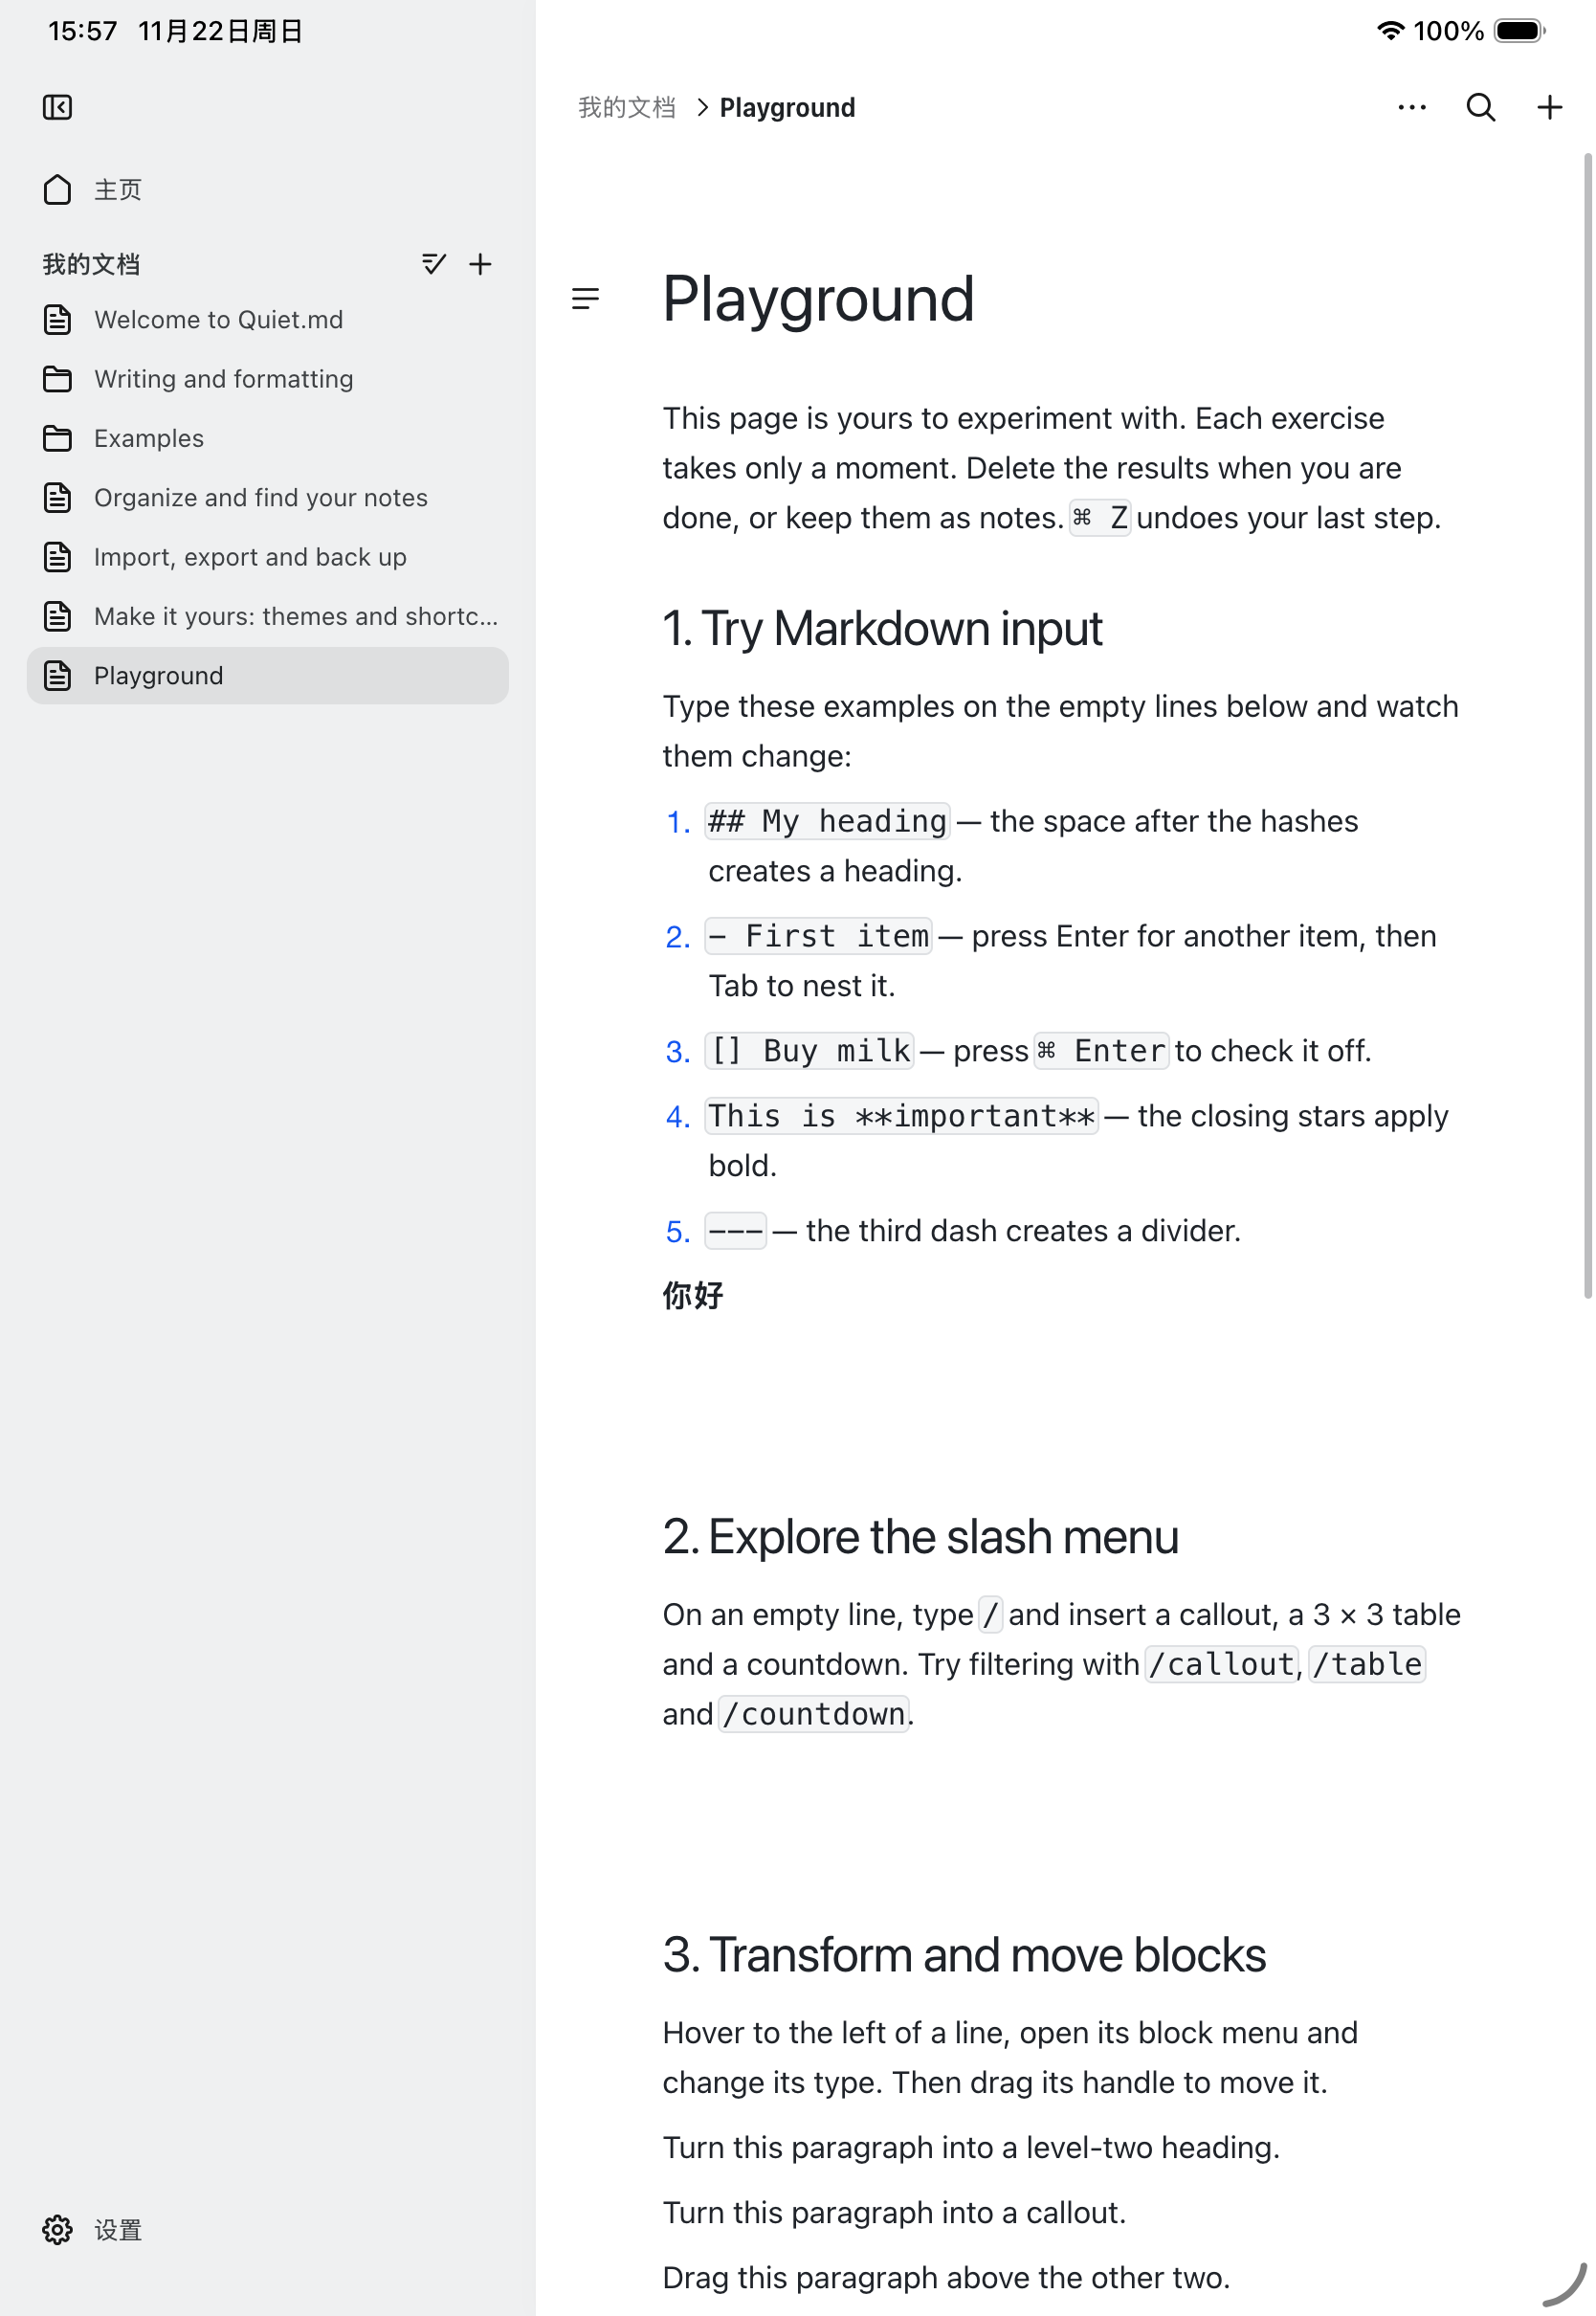 15:57 11月22日周日
100%
主页
我的文档
Welcome to Quiet.md
Writing and formatting
Examples
Organize and find your notes
Import, export and back up
Make it yours: themes and shortc...
Playground
设置
我的文档 > Playground
Playground
This page is yours to experiment with. Each exercise
takes only a moment. Delete the results when you are
done, or keep them as notes. ⌘ Z undoes your last step.
1. Try Markdown input
Type these examples on the empty lines below and watch
them change:
1. ## My heading — the space after the hashes
creates a heading.
2. - First item — press Enter for another item, then
Tab to nest it.
3. [] Buy milk — press ⌘ Enter to check it off.
4. This is **important** — the closing stars apply
bold.
5. --- — the third dash creates a divider.
你好
2. Explore the slash menu
On an empty line, type / and insert a callout, a 3 × 3 table
and a countdown. Try filtering with /callout, /table
and /countdown.
3. Transform and move blocks
Hover to the left of a line, open its block menu and
change its type. Then drag its handle to move it.
Turn this paragraph into a level-two heading.
Turn this paragraph into a callout.
Drag this paragraph above the other two.